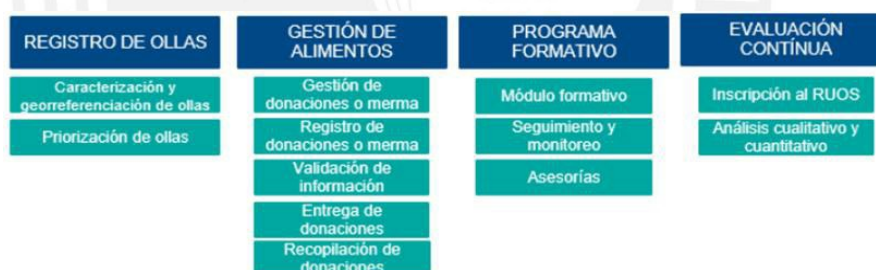 REGISTRO DE OLLAS
Caracterización y
georreferenciación de ollas
Priorización de ollas
GESTIÓN DE
ALIMENTOS
Gestión de
donaciones o merma
Registro de
donaciones o merma
Validación de
información
Entrega de
donaciones
Recopilación de
donaciones
PROGRAMA
FORMATIVO
Módulo formativo
Seguimiento y
monitoreo
Asesorías
EVALUACIÓN
CONTÍNUA
Inscripción al RUOS
Análisis cualitativo y
cuantitativo